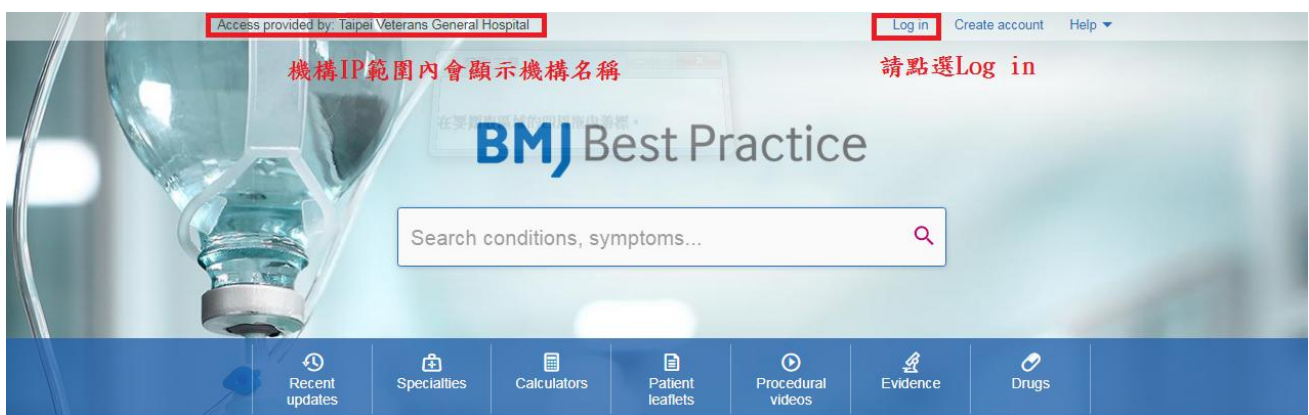 Access provided by: Taipei Veterans General Hospital
Log in Create account Help
機構IP範圍內會顯示機構名稱
請點選Log in
BMJ Best Practice
Search conditions, symptoms...
Recent updates
Specialties
Calculators
Patient leaflets
Procedural videos
Evidence
Drugs